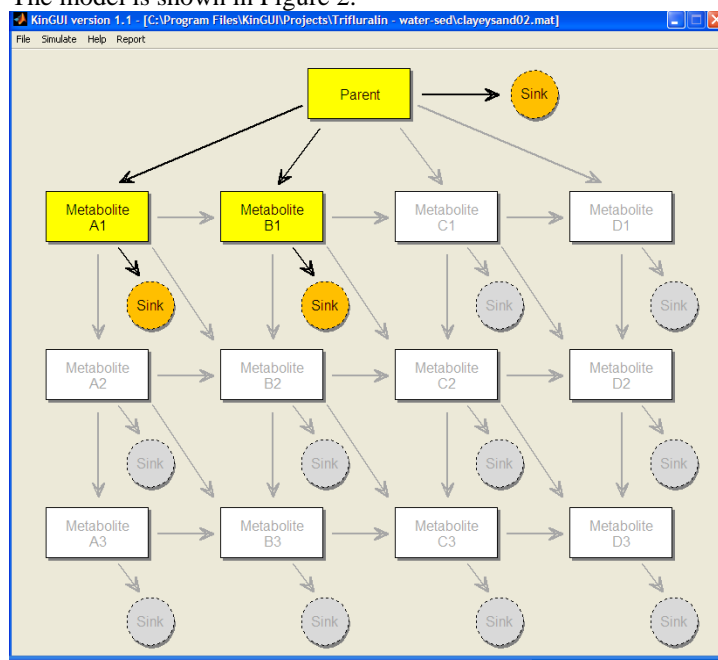 The model is shown in Figure 2.
KinGUI version 1.1 - [C:\Program Files\KinGUI\Projects\Trifluralin - water-sed\clayeysand02.mat]
File Simulate Help Report
Parent
Sink
Metabolite A1
Metabolite B1
Metabolite C1
Metabolite D1
Sink
Sink
Sink
Sink
Metabolite A2
Metabolite B2
Metabolite C2
Metabolite D2
Sink
Sink
Sink
Sink
Metabolite A3
Metabolite B3
Metabolite C3
Metabolite D3
Sink
Sink
Sink
Sink